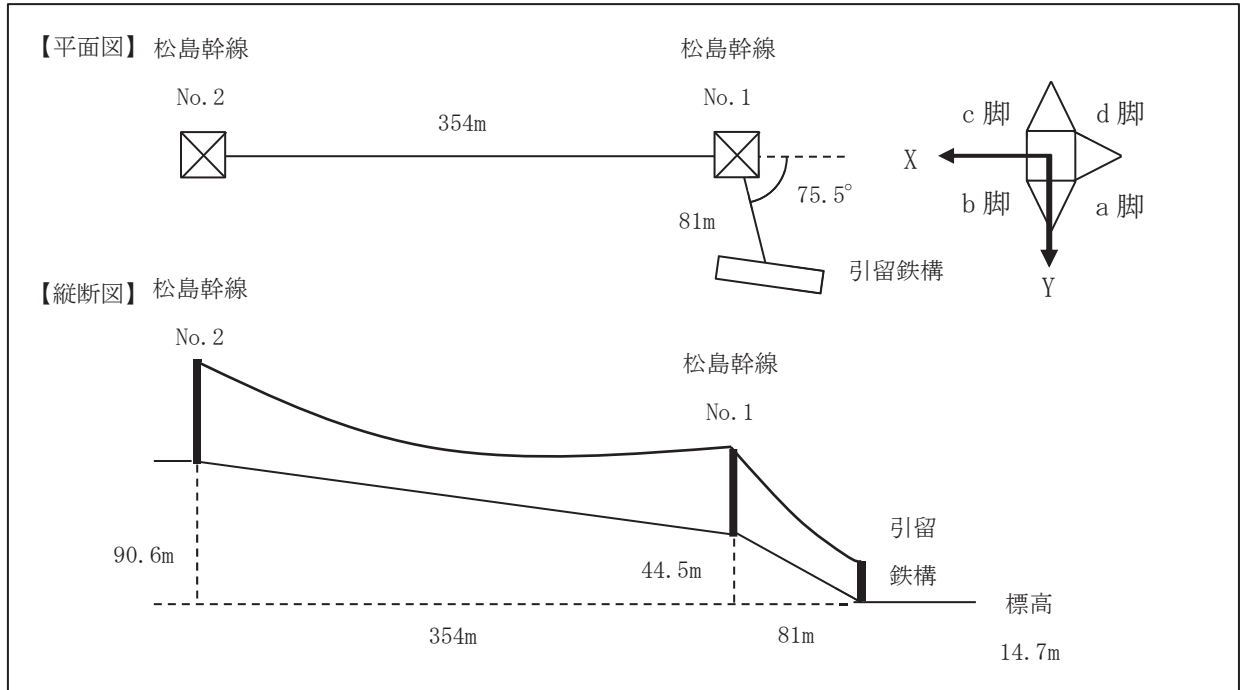 【平面図】 松島幹線 松島幹線
No.2 No.1
354m
c 脚 d 脚
X
75.5°
b 脚 a 脚
81m
引留鉄構
Y
【縦断図】 松島幹線
No.2
松島幹線
No.1
引留
90.6m 44.5m
鉄構
標高
354m 81m
14.7m